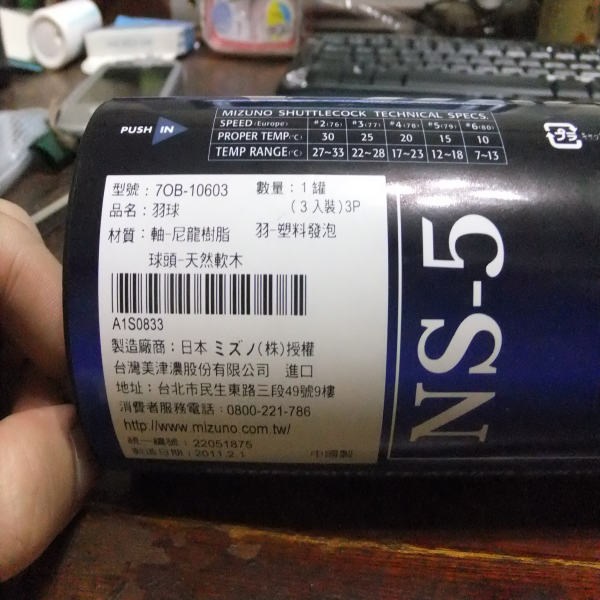 PUSH IN
MIZUNO SHUTTLECOCK TECHNICAL SPECS.
SPEED (Europe) #2(76) #3(77) #4(78) #5(79) #6(80)
PROPER TEMP(℃) 30 25 20 15 10
TEMP RANGE(℃) 27~33 22~28 17~23 12~18 7~13
型號：7OB-10603 數量：1罐
品名：羽球 (3入裝)3P
材質：軸-尼龍樹脂 羽-塑料發泡
球頭-天然軟木
A1S0833
製造廠商：日本 ミズノ(株)授權
台灣美津濃股份有限公司 進口
地址：台北市民生東路三段49號9樓
消費者服務電話：0800-221-786
http://www.mizuno.com.tw/
統一編號：22051875
製造日期：2011.2.1 中國製
NS-5
プラ